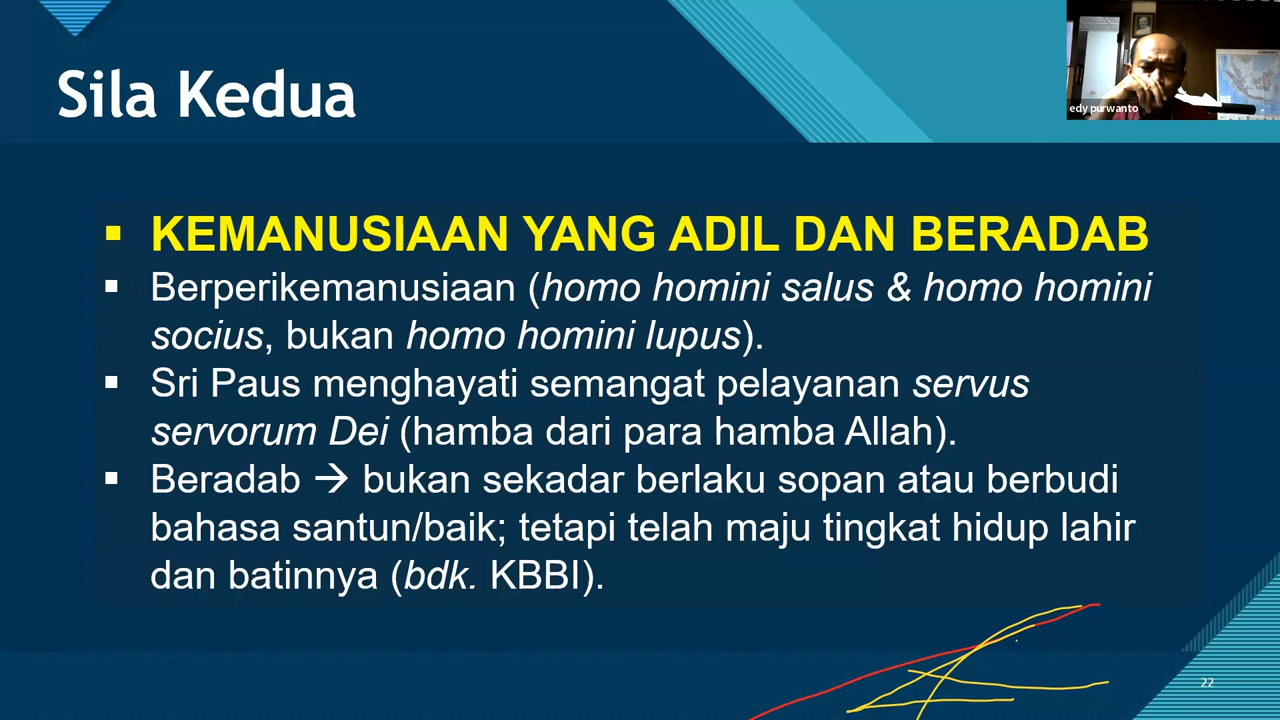 Sila Kedua
edy purwanto
▪ KEMANUSIAAN YANG ADIL DAN BERADAB
▪ Berperikemanusiaan (homo homini salus & homo homini
socius, bukan homo homini lupus).
▪ Sri Paus menghayati semangat pelayanan servus
servorum Dei (hamba dari para hamba Allah).
▪ Beradab → bukan sekadar berlaku sopan atau berbudi
bahasa santun/baik; tetapi telah maju tingkat hidup lahir
dan batinnya (bdk. KBBI).
22